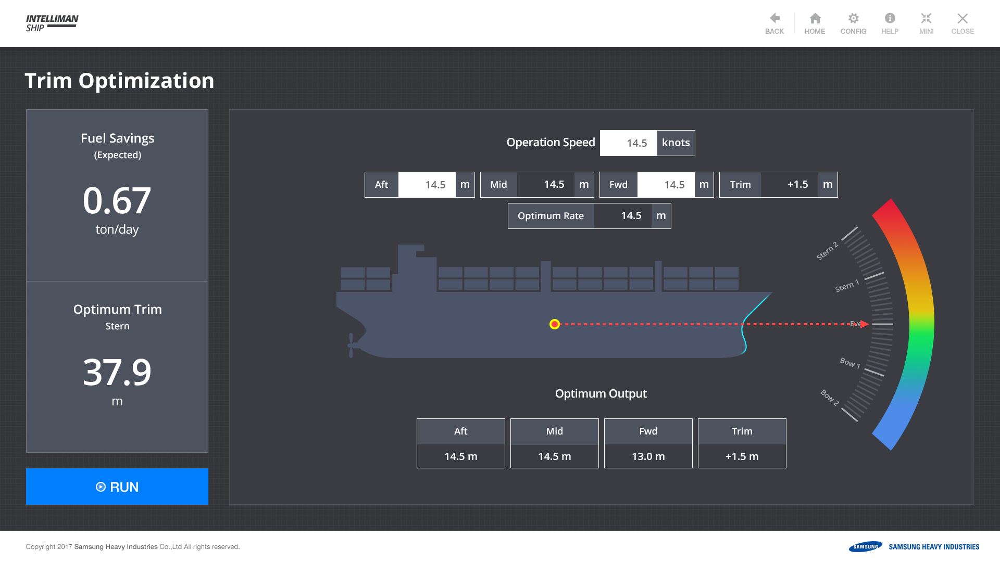 INTELLIMAN
SHIP
BACK
HOME
CONFIG
HELP
MINI
CLOSE
Trim Optimization
Fuel Savings
(Expected)
0.67
ton/day
Optimum Trim
Stern
37.9
m
RUN
Operation Speed 14.5 knots
Aft 14.5 m Mid 14.5 m Fwd 14.5 m Trim +1.5 m
Optimum Rate 14.5 m
Stern 2
Stern 1
Bow 1
Bow 2
Optimum Output
Aft Mid Fwd Trim
14.5 m 14.5 m 13.0 m +1.5 m
Copyright 2017 Samsung Heavy Industries Co.,Ltd All rights reserved.
SAMSUNG SAMSUNG HEAVY INDUSTRIES